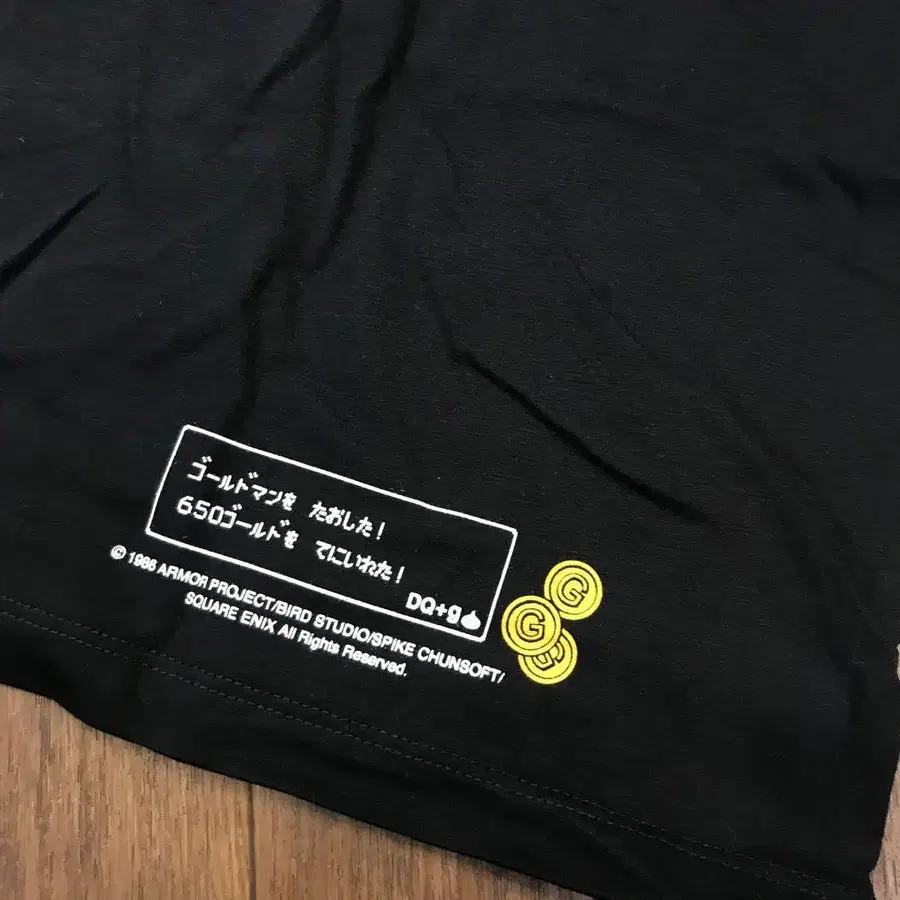 ゴールドマンを たおした!
650ゴールドを てにいれた!
DQ+g
© 1986 ARMOR PROJECT/BIRD STUDIO/SPIKE CHUNSOFT/
SQUARE ENIX All Rights Reserved.
G
G
G